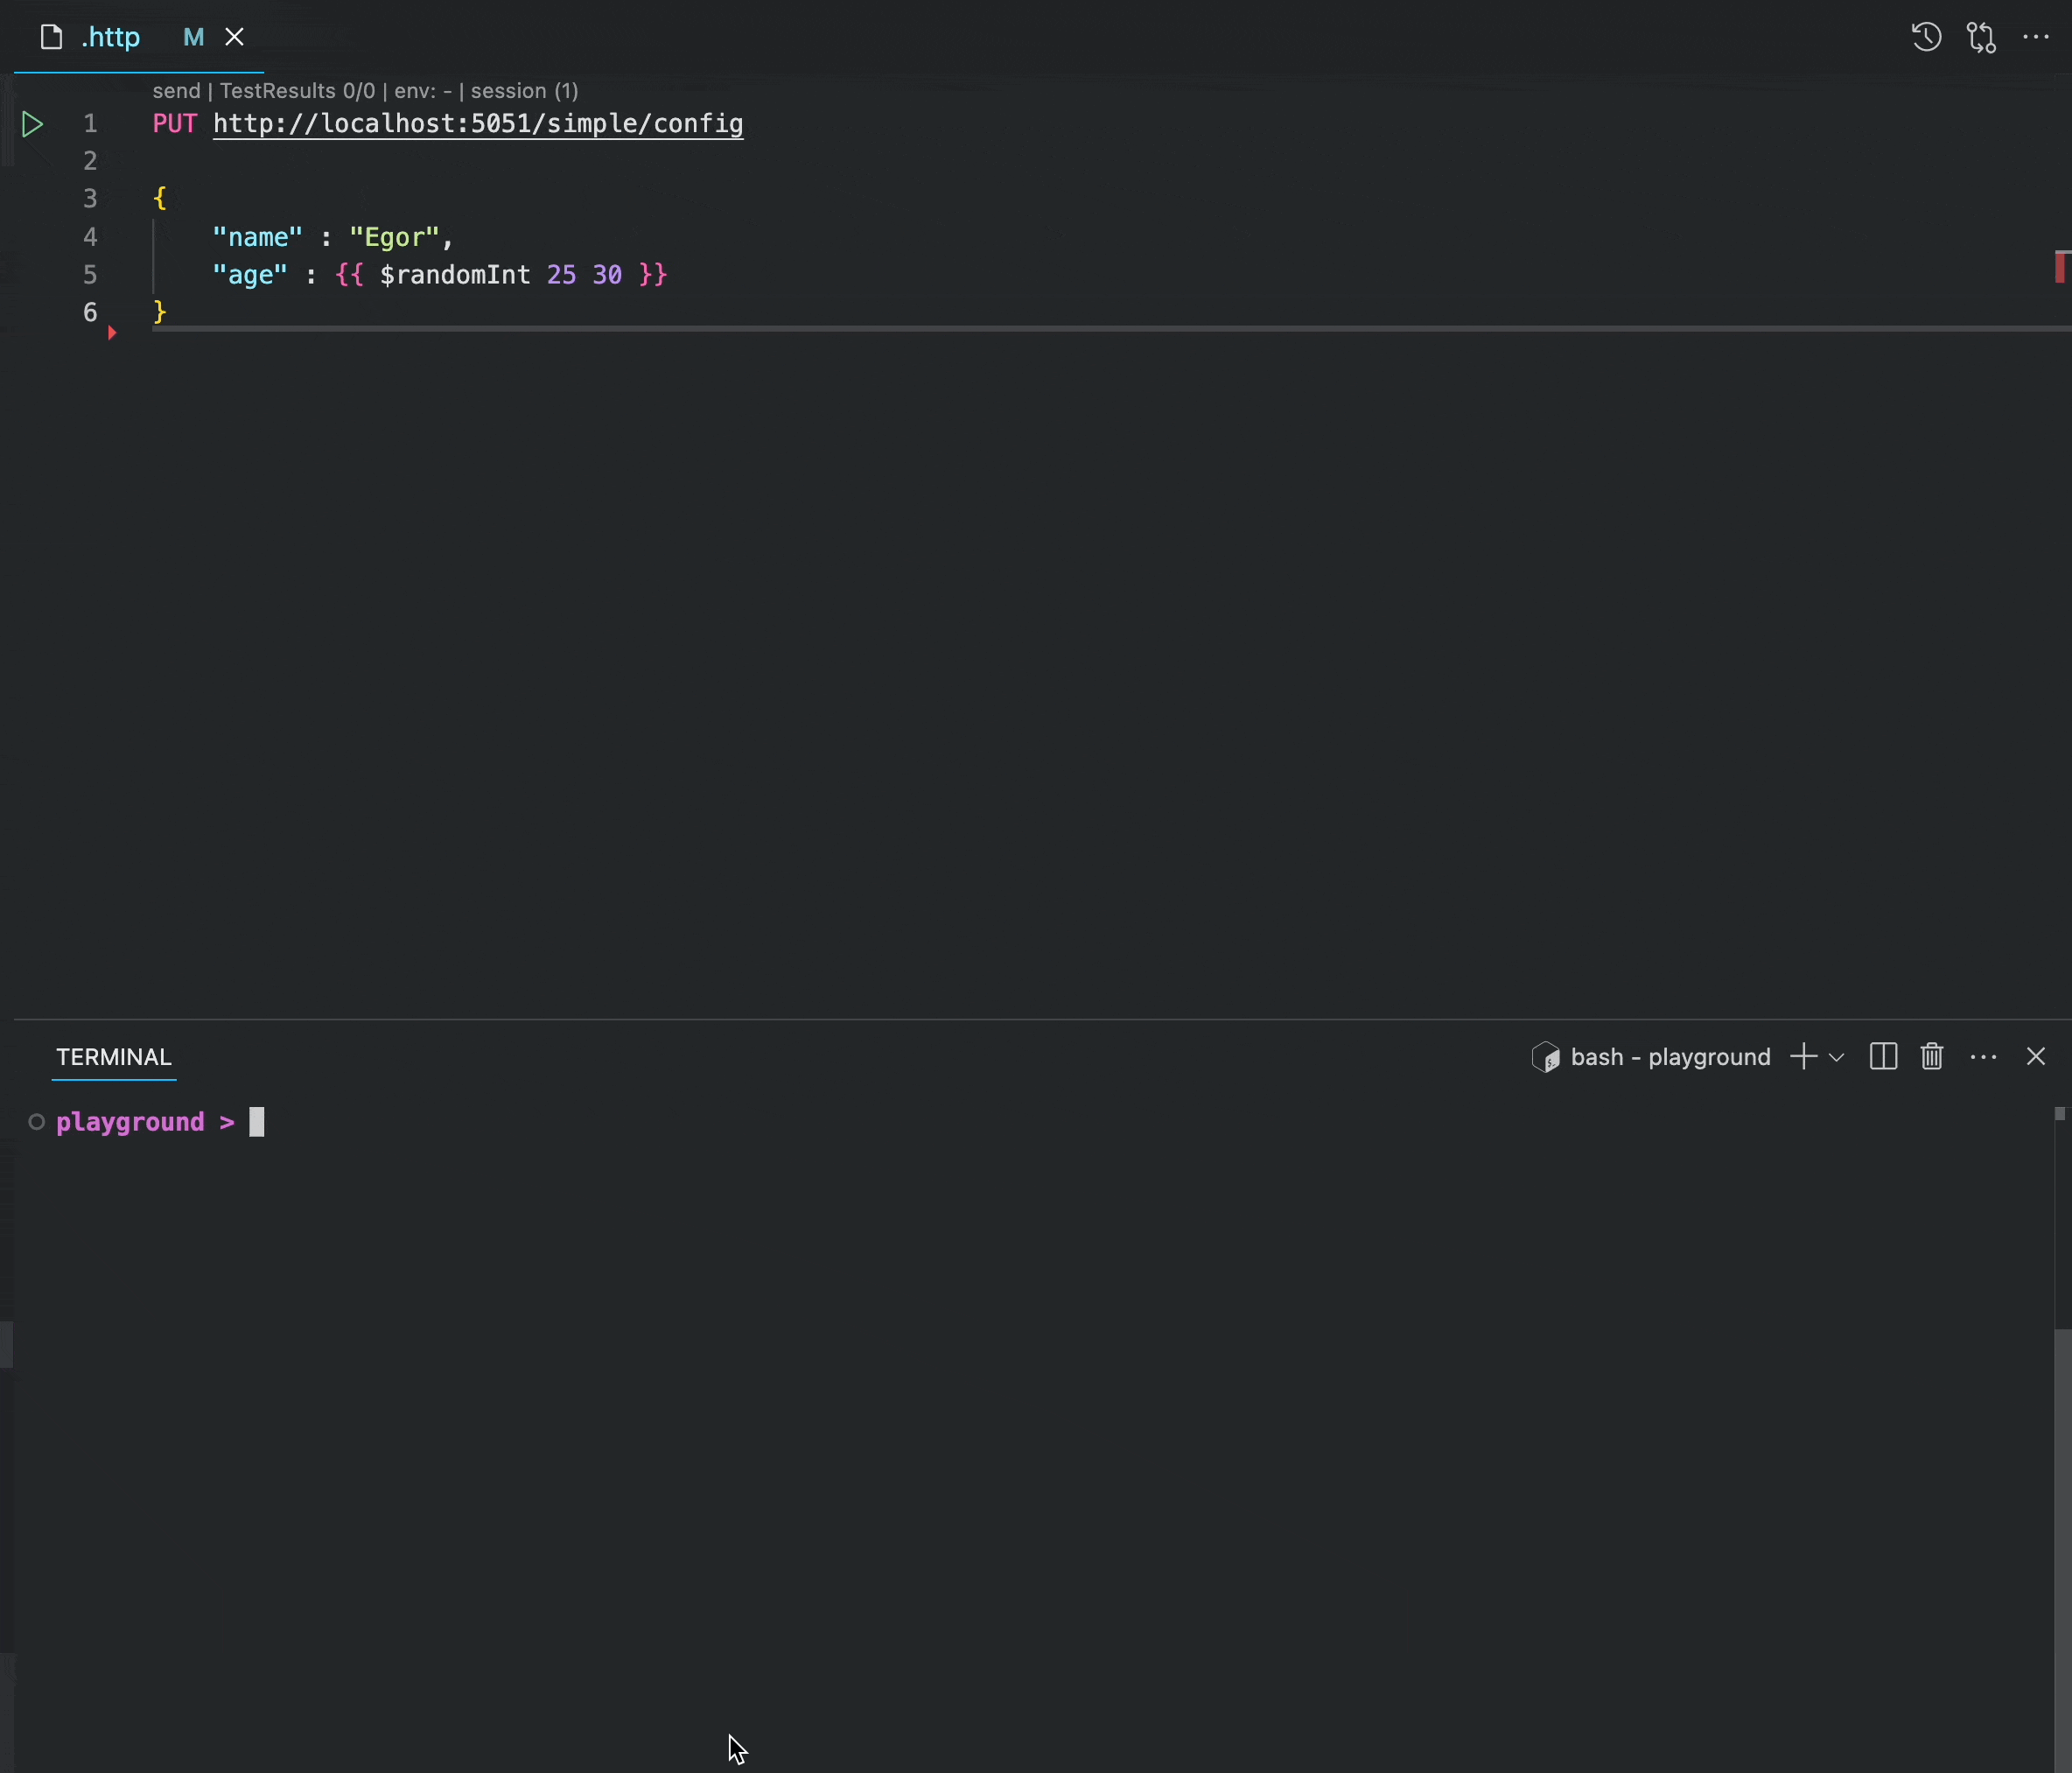 .http M
send | TestResults 0/0 | env: - | session (1)
1 PUT http://localhost:5051/simple/config
2
3 {
4 "name" : "Egor",
5 "age" : {{ $randomInt 25 30 }}
6 }
TERMINAL bash - playground
playground >